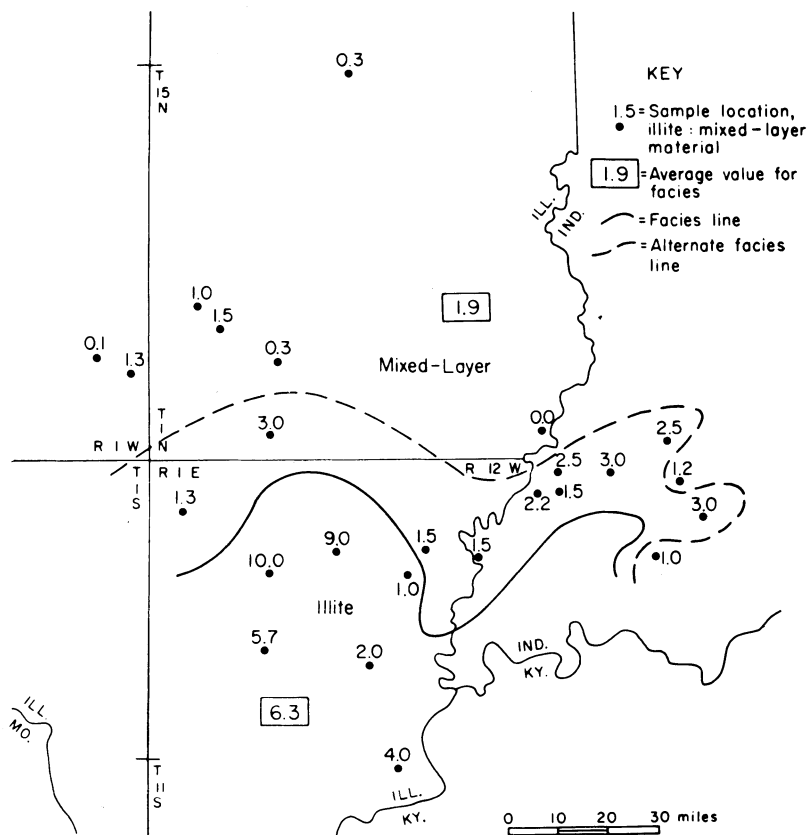 0.3
T
15
N
KEY
1.5 = Sample location,
illite : mixed-layer
material
1.9 = Average value for
facies
= Facies line
= Alternate facies
line
ILL.
IND.
1.0
1.5
1.9
0.1
1.3
0.3
Mixed-Layer
3.0
0.0
2.5
R 1 W
T
1
N
R 12 W
T
1
S
R 1 E
2.5
3.0
1.2
1.3
2.2
1.5
3.0
9.0
1.5
1.5
1.0
10.0
1.0
Illite
5.7
2.0
IND.
KY.
6.3
ILL.
MO.
4.0
T
11
S
ILL.
KY.
0 10 20 30 miles